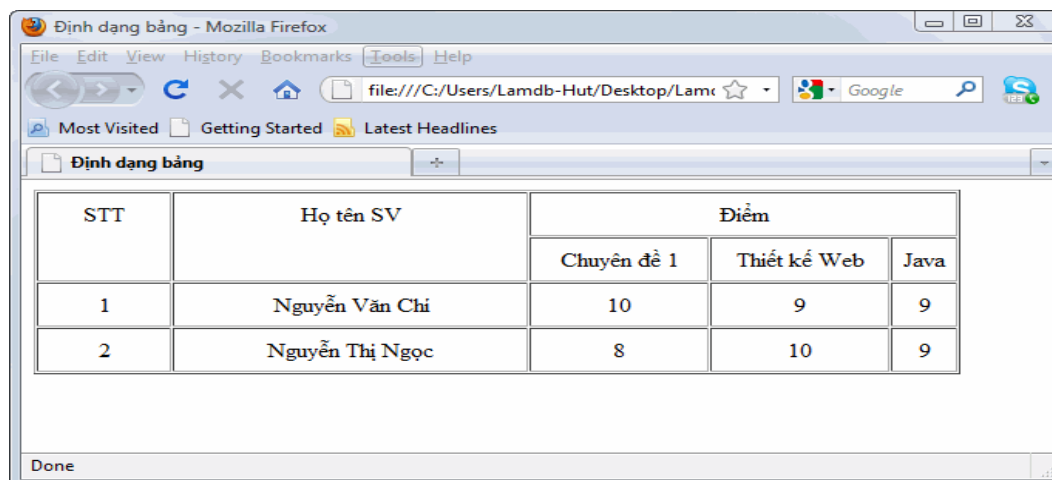 Định dạng bảng - Mozilla Firefox
File Edit View History Bookmarks Tools Help
file:///C:/Users/Lamdb-Hut/Desktop/Lam Google
Most Visited Getting Started Latest Headlines
Định dạng bảng
STT Họ tên SV Điểm
Chuyên đề 1 Thiết kế Web Java
1 Nguyễn Văn Chí 10 9 9
2 Nguyễn Thị Ngọc 8 10 9
Done